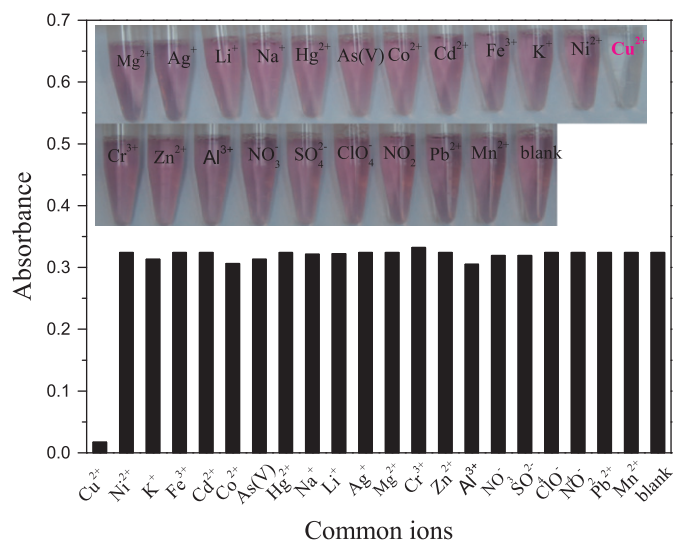 0.7
Mg²⁺ Ag⁺ Li⁺ Na⁺ Hg²⁺ As(V) Co²⁺ Cd²⁺ Fe³⁺ K⁺ Ni²⁺ Cu²⁺
0.6
0.5
Cr³⁺ Zn²⁺ Al³⁺ NO₃⁻ SO₄²⁻ ClO₄⁻ NO₂⁻ Pb²⁺ Mn²⁺ blank
0.4
0.3
0.2
0.1
0.0
Absorbance
Cu²⁺ Ni²⁺ K⁺ Fe³⁺ Cd²⁺ Co²⁺ As(V) Hg²⁺ Na⁺ Li⁺ Ag⁺ Mg²⁺ Cr³⁺ Zn²⁺ Al³⁺ NO₃⁻ SO₄²⁻ ClO₄⁻ NO₂⁻ Pb²⁺ Mn²⁺ blank
Common ions